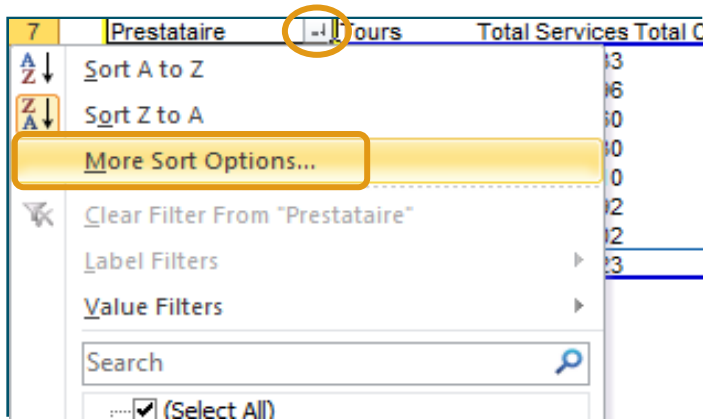 7 Prestataire Tours Total Services Total C
Sort A to Z
Sort Z to A
More Sort Options...
Clear Filter From "Prestataire"
Label Filters
Value Filters
Search
(Select All)